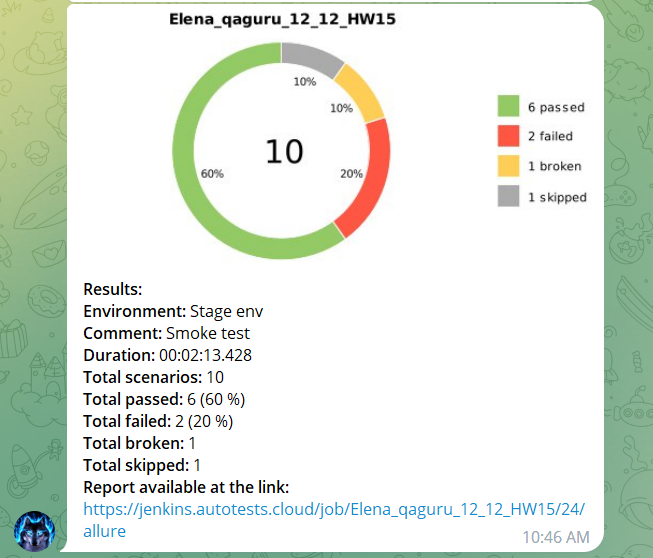 Elena_qaguru_12_12_HW15
10%
10%
6 passed
2 failed
10
1 broken
60%
20%
1 skipped
Results:
Environment: Stage env
Comment: Smoke test
Duration: 00:02:13.428
Total scenarios: 10
Total passed: 6 (60 %)
Total failed: 2 (20 %)
Total broken: 1
Total skipped: 1
Report available at the link:
https://jenkins.autotests.cloud/job/Elena_qaguru_12_12_HW15/24/
allure
10:46 AM